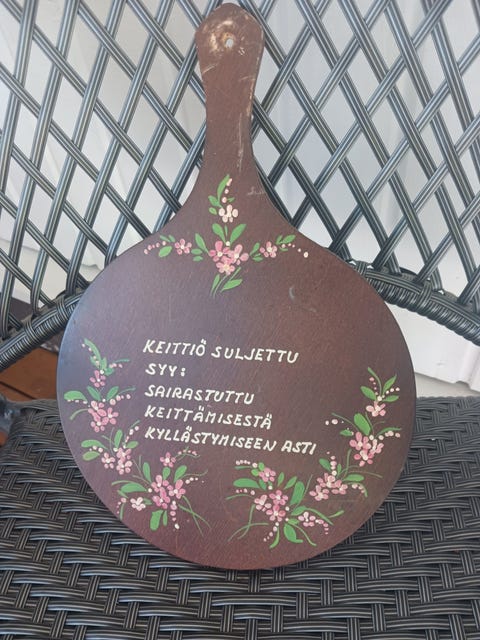 KEITTIÖ SULJETTU
SYY:
SAIRASTUTTU
KEITTÄMISESTÄ
KYLLÄSTYMISEEN ASTI